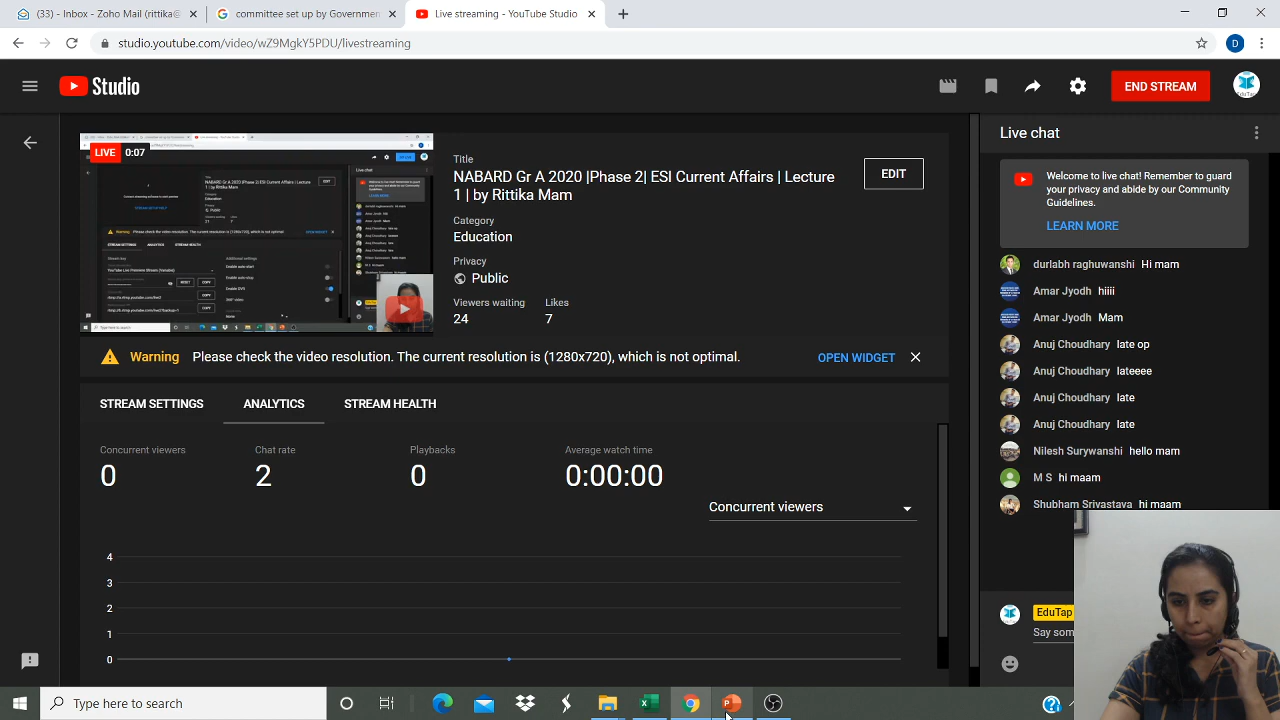 (33) - Inbox - Zoho Mail (rittika@
committee set up by Governmen
Live streaming - YouTube Studio
studio.youtube.com/video/wZ9MgkY5PDU/livestreaming
D
Studio
END STREAM
LIVE 0:07
Title
NABARD Gr A 2020 |Phase 2| ESI Current Affairs | Lecture
1 | by Rittika Mam
EDIT
Category
Education
Privacy
Public
Viewers waiting
Likes
24
7
Warning Please check the video resolution. The current resolution is (1280x720), which is not optimal.
OPEN WIDGET
STREAM SETTINGS
ANALYTICS
STREAM HEALTH
Concurrent viewers
Chat rate
Playbacks
Average watch time
0
2
0
0:00:00
Concurrent viewers
4
3
2
1
0
Live chat
Welcome to live chat! Remember to guard
your privacy and abide by our Community
Guidelines.
LEARN MORE
durlabh raghuwanshi Hi mam
Amar Jyodh hiiii
Amar Jyodh Mam
Anuj Choudhary late op
Anuj Choudhary lateeee
Anuj Choudhary late
Anuj Choudhary late
Nilesh Surywanshi hello mam
M S hi maam
Shubham Srivastava hi maam
EduTap
Say som
Type here to search